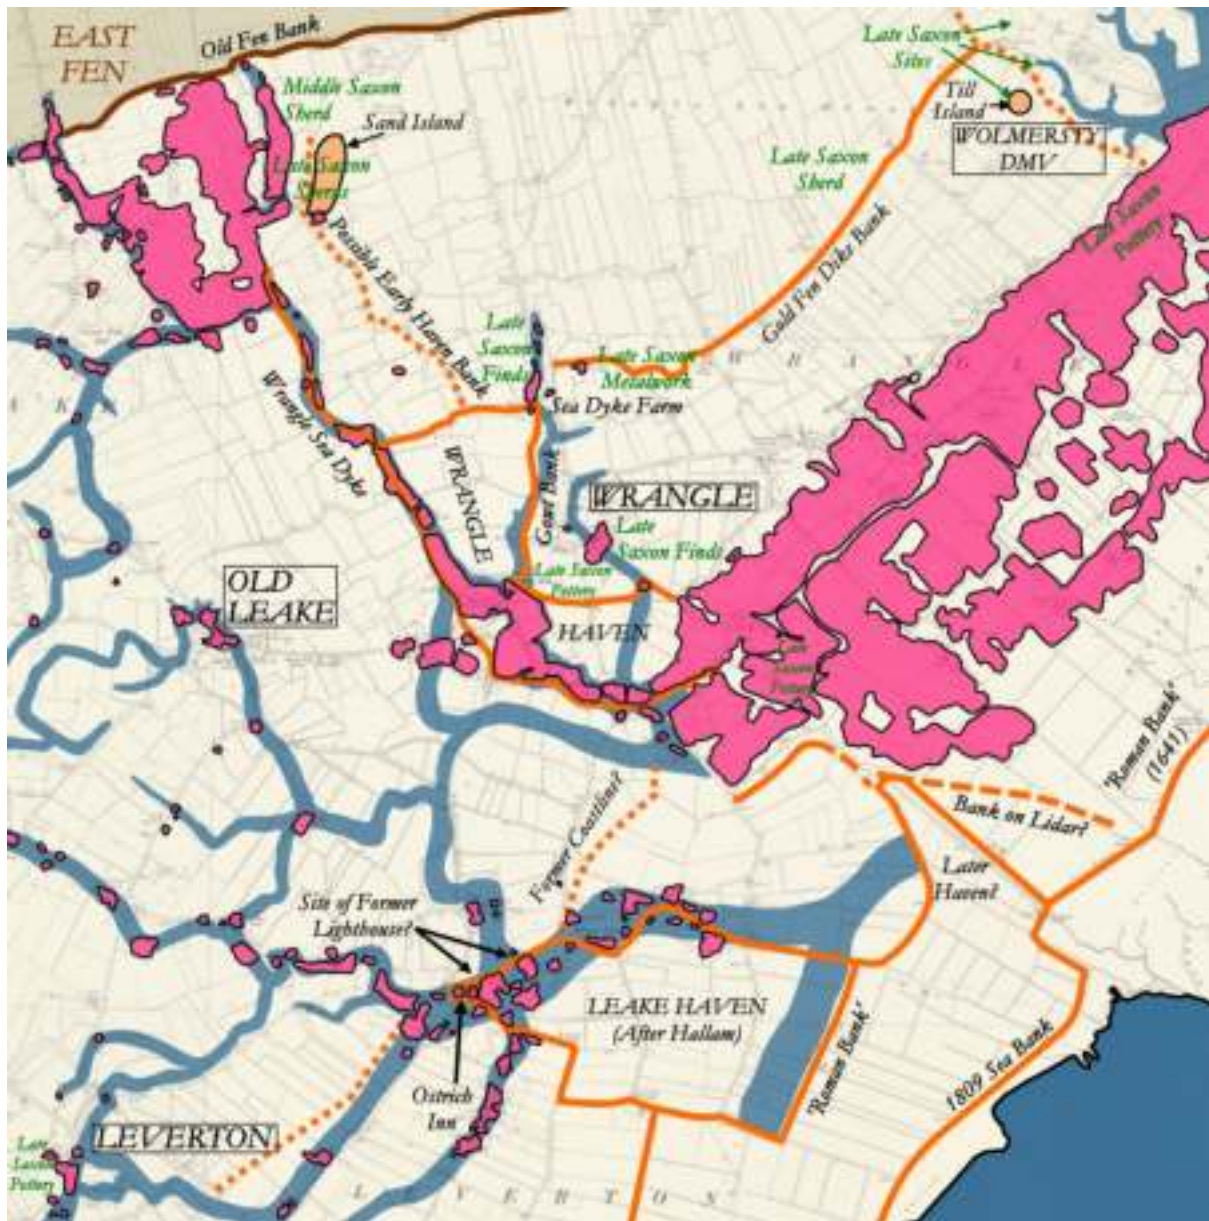 EAST
FEN
Old Fen Bank
Middle Saxon
Sherd
Sand Island
Late Saxon
Sherds
Late Saxon
Sites
Till
Island
WOLMERSTY
DMV
Late Saxon
Sherd
Late Saxon
Pottery
Possible Early Haven Bank
Gold Fen Dike Bank
Late
Saxon
Finds
Late Saxon
Metalwork
W R A N G L E
A K E
Sea Dyke Farm
Wrangle Sea Dyke
WRANGLE
Gowt Bank
WRANGLE
Late
Saxon Finds
OLD
LEAKE
Late Saxon
Pottery
HAVEN
Late
Saxon
Pottery
"Roman Bank"
(1641)
Bank on Lidar?
Former Coastline?
Later
Haven?
Site of Former
Lighthouse?
LEAKE HAVEN
(After Hallam)
"Roman Bank"
1809 Sea Bank
Ostrich
Inn
LEVERTON
Late
Saxon
Pottery
L E V E R T O N